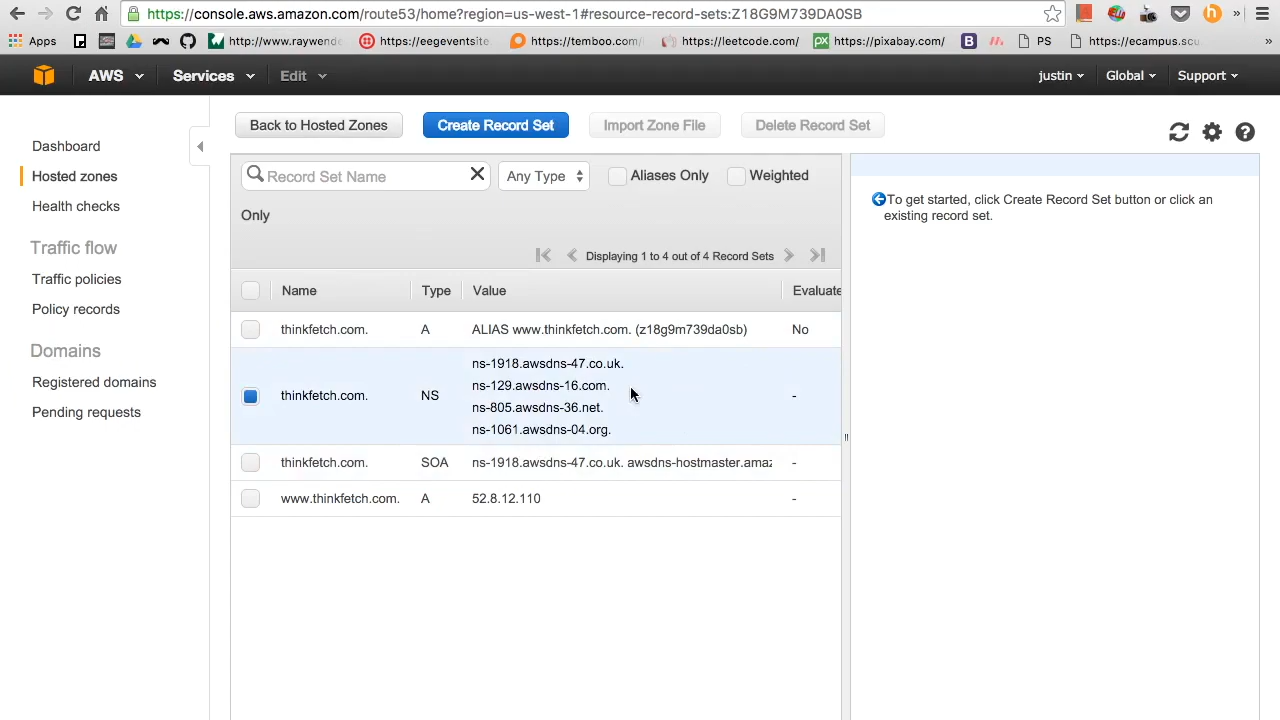 https://console.aws.amazon.com/route53/home?region=us-west-1#resource-record-sets:Z18G9M739DA0SB
Apps http://www.raywende https://eegeventsite. https://temboo.com/ https://leetcode.com/ https://pixabay.com/ PS https://ecampus.scu
AWS Services Edit justin Global Support
Back to Hosted Zones Create Record Set Import Zone File Delete Record Set
Dashboard
Hosted zones
Health checks
Traffic flow
Traffic policies
Policy records
Domains
Registered domains
Pending requests
Record Set Name Any Type Aliases Only Weighted
Only
Displaying 1 to 4 out of 4 Record Sets
Name Type Value Evaluate
thinkfetch.com. A ALIAS www.thinkfetch.com. (z18g9m739da0sb) No
thinkfetch.com. NS ns-1918.awsdns-47.co.uk.
ns-129.awsdns-16.com.
ns-805.awsdns-36.net.
ns-1061.awsdns-04.org.
-
thinkfetch.com. SOA ns-1918.awsdns-47.co.uk. awsdns-hostmaster.amaz -
www.thinkfetch.com. A 52.8.12.110 -
To get started, click Create Record Set button or click an
existing record set.